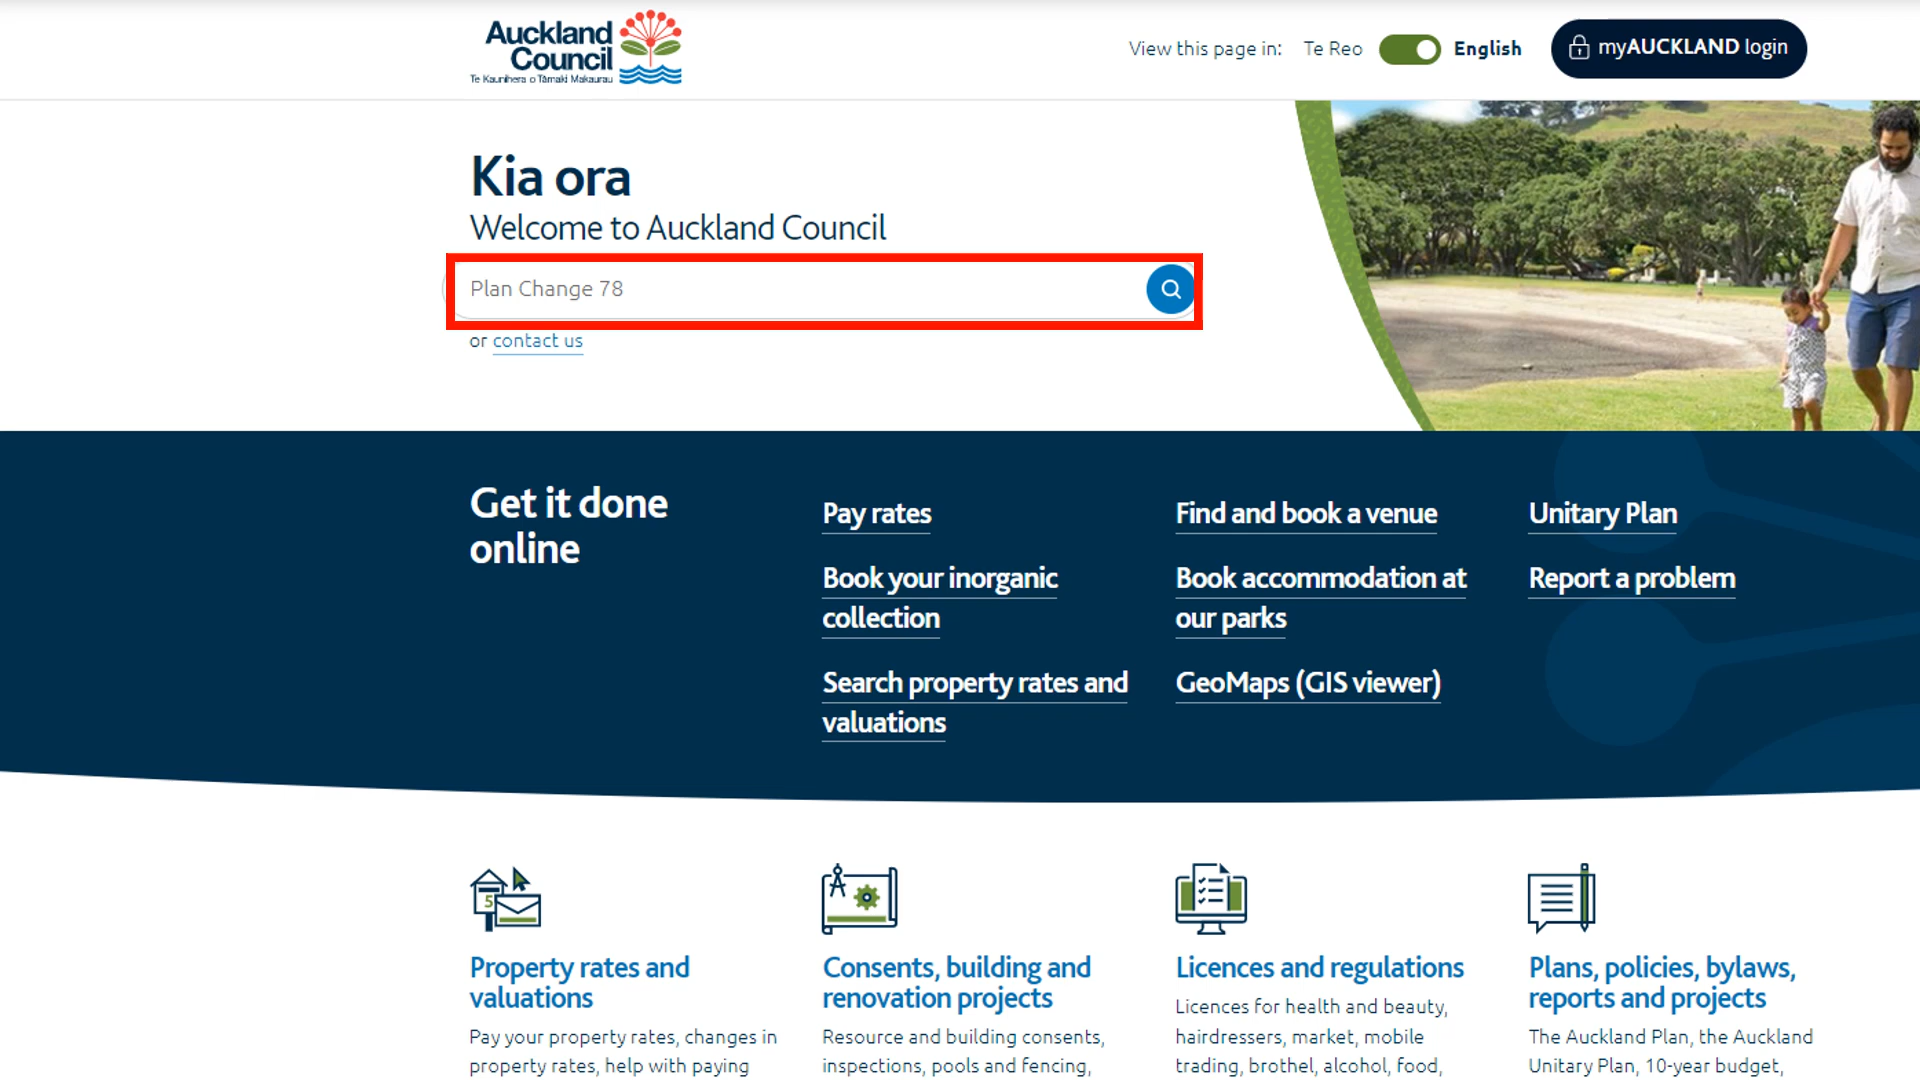 Auckland
Council
Te Kaunihera o Tāmaki Makaurau
View this page in: Te Reo English
myAUCKLAND login
Kia ora
Welcome to Auckland Council
Plan Change 78
or contact us
Get it done
online
Pay rates
Book your inorganic
collection
Search property rates and
valuations
Find and book a venue
Book accommodation at
our parks
GeoMaps (GIS viewer)
Unitary Plan
Report a problem
5
Property rates and
valuations
Pay your property rates, changes in
property rates, help with paying
Consents, building and
renovation projects
Resource and building consents,
inspections, pools and fencing,
Licences and regulations
Licences for health and beauty,
hairdressers, market, mobile
trading, brothel, alcohol, food,
Plans, policies, bylaws,
reports and projects
The Auckland Plan, the Auckland
Unitary Plan, 10-year budget,